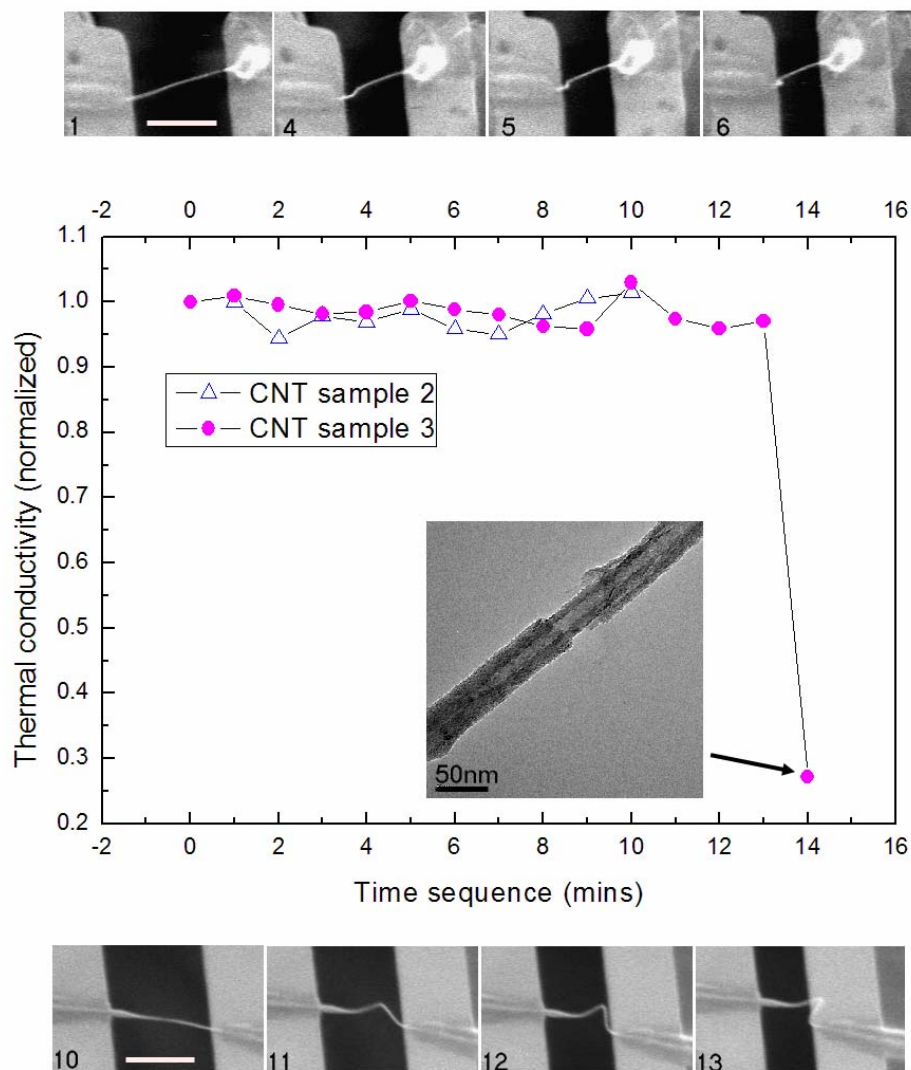 1
4
5
6
-2 0 2 4 6 8 10 12 14 16
1.1
1.0
0.9
0.8
0.7
0.6
0.5
0.4
0.3
0.2
Thermal conductivity (normalized)
CNT sample 2
CNT sample 3
50nm
-2 0 2 4 6 8 10 12 14 16
Time sequence (mins)
10
11
12
13